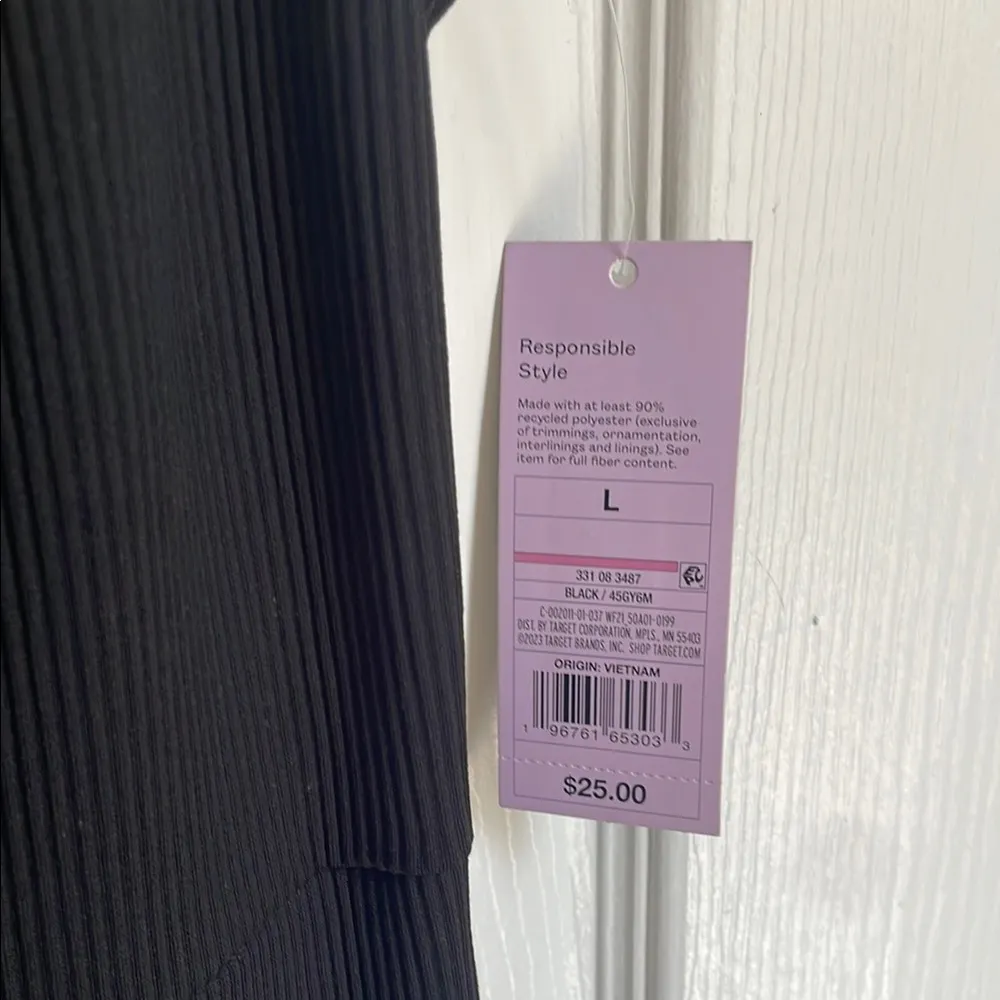 Responsible
Style
Made with at least 90%
recycled polyester (exclusive
of trimmings, ornamentation,
interlinings and linings). See
item for full fiber content.
L
331 08 3487
BLACK / 45GY6M
C-002011-01-037 WF21_50A01-0199
DIST. BY TARGET CORPORATION, MPLS., MN 55403
©2023 TARGET BRANDS, INC. SHOP TARGET.COM
ORIGIN: VIETNAM
1 96761 65303 3
$25.00